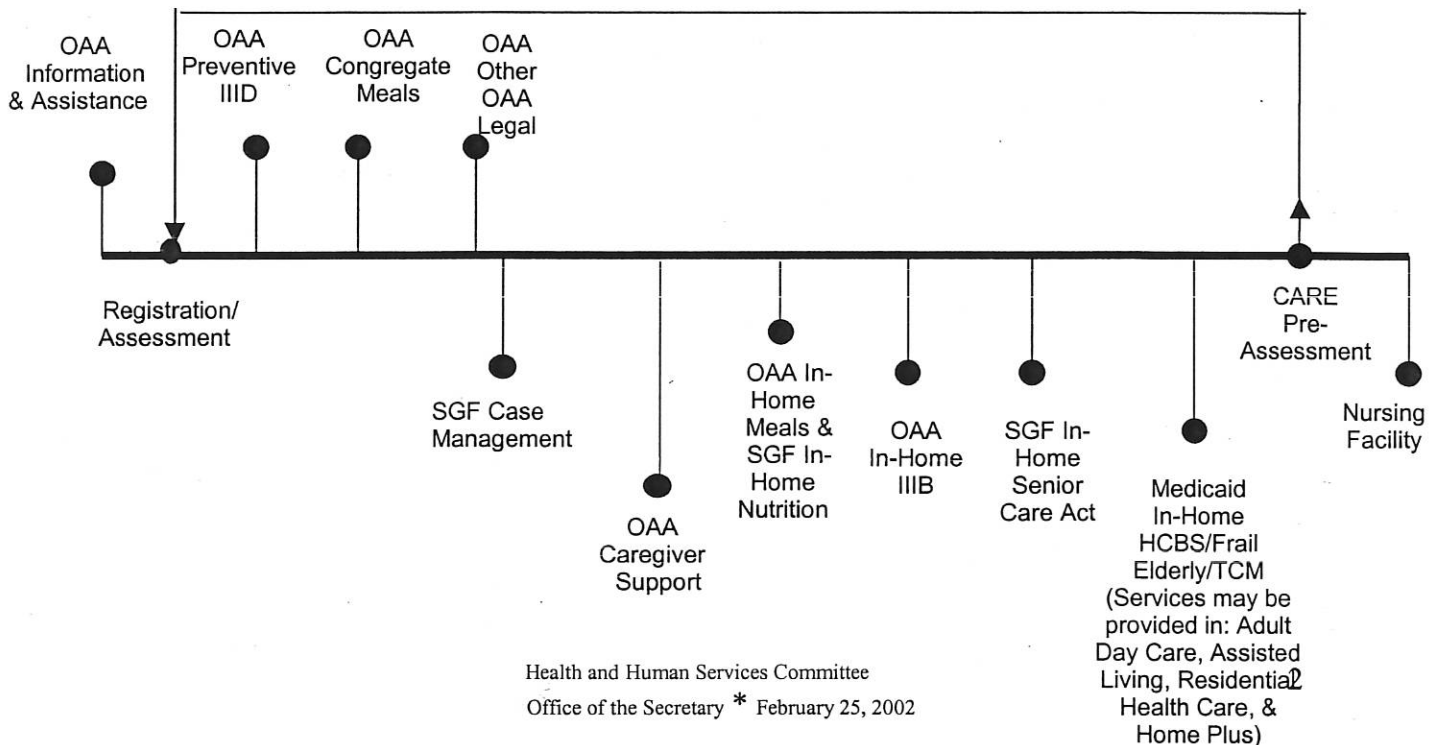 OAA
Information
& Assistance
OAA
Preventive
IIID
OAA
Congregate
Meals
OAA
Other
OAA
Legal
Registration/
Assessment
SGF Case
Management
OAA
Caregiver
Support
OAA In-
Home
Meals &
SGF In-
Home
Nutrition
OAA
In-Home
IIIB
SGF In-
Home
Senior
Care Act
Medicaid
In-Home
HCBS/Frail
Elderly/TCM
(Services may be
provided in: Adult
Day Care, Assisted
Living, Residential
Health Care, &
Home Plus)
CARE
Pre-
Assessment
Nursing
Facility
Health and Human Services Committee
Office of the Secretary * February 25, 2002
2